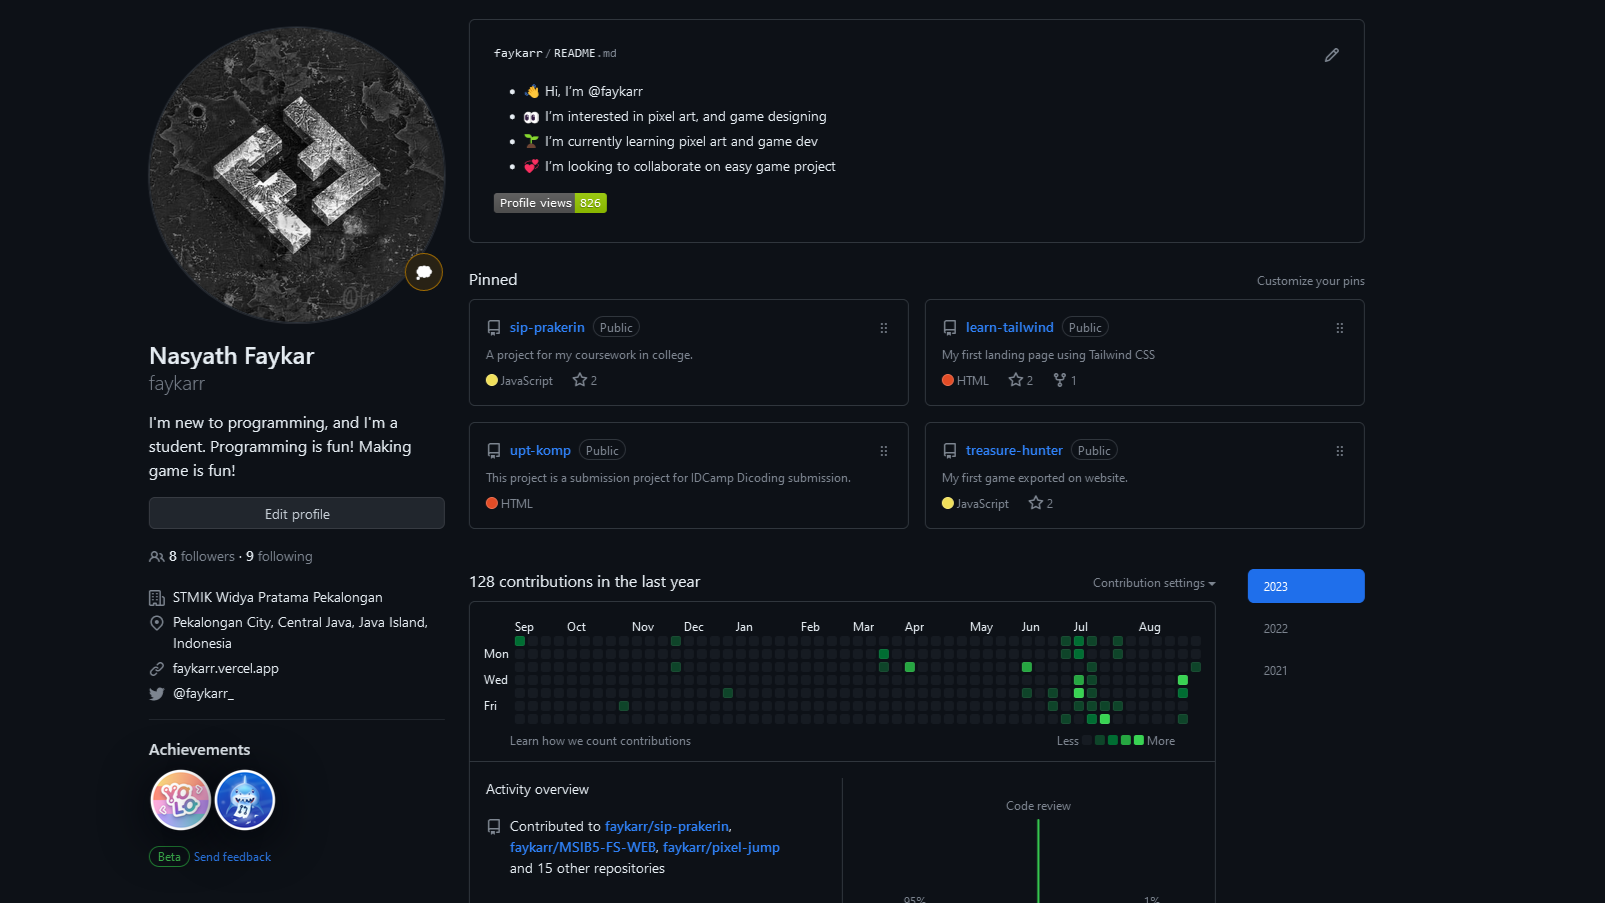 Nasyath Faykar
faykarr
I'm new to programming, and I'm a
student. Programming is fun! Making
game is fun!
Edit profile
8 followers · 9 following
STMIK Widya Pratama Pekalongan
Pekalongan City, Central Java, Java Island,
Indonesia
faykarr.vercel.app
@faykarr_
Achievements
YOLO
Beta Send feedback
faykarr/README.md
👋 Hi, I’m @faykarr
👀 I’m interested in pixel art, and game designing
🌱 I’m currently learning pixel art and game dev
💞️ I’m looking to collaborate on easy game project
Profile views 826
Pinned
Customize your pins
sip-prakerin Public
A project for my coursework in college.
JavaScript 2
learn-tailwind Public
My first landing page using Tailwind CSS
HTML 2 1
upt-komp Public
This project is a submission project for IDCamp Dicoding submission.
HTML
treasure-hunter Public
My first game exported on website.
JavaScript 2
128 contributions in the last year
Contribution settings
2023
2022
2021
Sep Oct Nov Dec Jan Feb Mar Apr May Jun Jul Aug
Mon
Wed
Fri
Learn how we count contributions
Less More
Activity overview
Contributed to faykarr/sip-prakerin,
faykarr/MSIB5-FS-WEB, faykarr/pixel-jump
and 15 other repositories
Code review
95% 1%